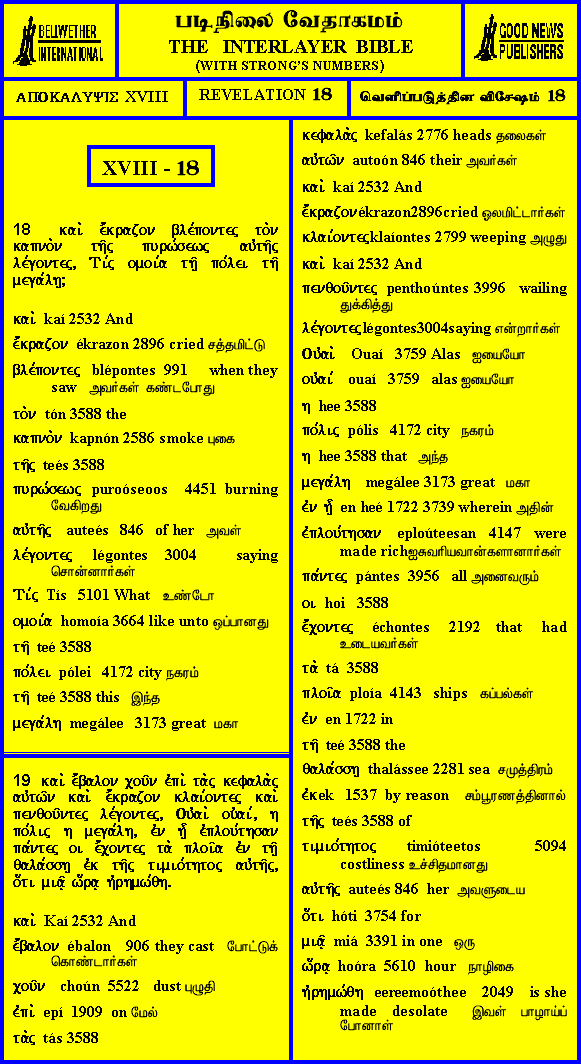 BELLWETHER
INTERNATIONAL
படிநிலை வேதாகமம்
THE INTERLAYER BIBLE
(WITH STRONG'S NUMBERS)
GOOD NEWS
PUBLISHERS
ΑΠΟΚΑΛΥΨΙΣ XVIII
REVELATION 18
வெளிப்படுத்தின விசேஷம் 18
XVIII - 18
18 καὶ ἔκραζον βλέποντες τὸν
καπνὸν τῆς πυρώσεως αὐτῆς
λέγοντες, Τίς ομοία τῇ πόλει τῇ
μεγάλῃ;
καὶ kaí 2532 And
ἔκραζον ékrazon 2896 cried சத்தமிட்டு
βλέποντες blépontes 991 when they
saw அவர்கள் கண்டபோது
τὸν tón 3588 the
καπνὸν kapnón 2586 smoke புகை
τῆς teés 3588
πυρώσεως puroóseoos 4451 burning
வேகிறது
αὐτῆς auteés 846 of her அவள்
λέγοντες légontes 3004 saying
சொன்னார்கள்
Τίς Tís 5101 What உண்டோ
ομοία homoía 3664 like unto ஒப்பானது
τῇ teé 3588
πόλει pólei 4172 city நகரம்
τῇ teé 3588 this இந்த
μεγάλῃ megálee 3173 great மகா
19 καὶ ἔβαλον χοῦν ἐπὶ τὰς κεφαλὰς
αὐτῶν καὶ ἔκραζον κλαίοντες καὶ
πενθοῦντες λέγοντες, Οὐαὶ οὐαί, η
πόλις η μεγάλη, ἐν ᾗ ἐπλούτησαν
πάντες οι ἔχοντες τὰ πλοῖα ἐν τῇ
θαλάσσῃ ἐκ τῆς τιμιότητος αὐτῆς,
ὅτι μιᾷ ὥρᾳ ἠρημώθη.
καὶ Kaí 2532 And
ἔβαλον ébalon 906 they cast போட்டுக்
கொண்டார்கள்
χοῦν choún 5522 dust புழுதி
ἐπὶ epí 1909 on மேல்
τὰς tás 3588
κεφαλὰς kefalás 2776 heads தலைகள்
αὐτῶν autoón 846 their அவர்கள்
καὶ kaí 2532 And
ἔκραζον ékrazon2896cried ஓலமிட்டார்கள்
κλαίοντες klaíontes 2799 weeping அழுது
καὶ kaí 2532 And
πενθοῦντες penthoúntes 3996 wailing
துக்கித்து
λέγοντες légontes3004saying என்றார்கள்
Οὐαὶ Ouaí 3759 Alas ஐயையோ
οὐαί ouaí 3759 alas ஐயையோ
η hee 3588
πόλις pólis 4172 city நகரம்
η hee 3588 that அந்த
μεγάλη megálee 3173 great மகா
ἐν ᾗ en heé 1722 3739 wherein அதின்
ἐπλούτησαν eploúteesan 4147 were
made richஐசுவரியவான்களானார்கள்
πάντες pántes 3956 all அனைவரும்
οι hoi 3588
ἔχοντες échontes 2192 that had
உடையவர்கள்
τὰ tá 3588
πλοῖα ploía 4143 ships கப்பல்கள்
ἐν en 1722 in
τῇ teé 3588 the
θαλάσσῃ thalássee 2281 sea சமுத்திரம்
ἐκek 1537 by reason சம்பூரணத்தினால்
τῆς teés 3588 of
τιμιότητος timióteetos 5094
costliness உச்சிதமானது
αὐτῆς auteés 846 her அவளுடைய
ὅτι hóti 3754 for
μιᾷ miá 3391 in one ஒரு
ὥρᾳ hoóra 5610 hour நாழிகை
ἠρημώθη eereemoóthee 2049 is she
made desolate இவள் பாழாய்ப்
போனாள்